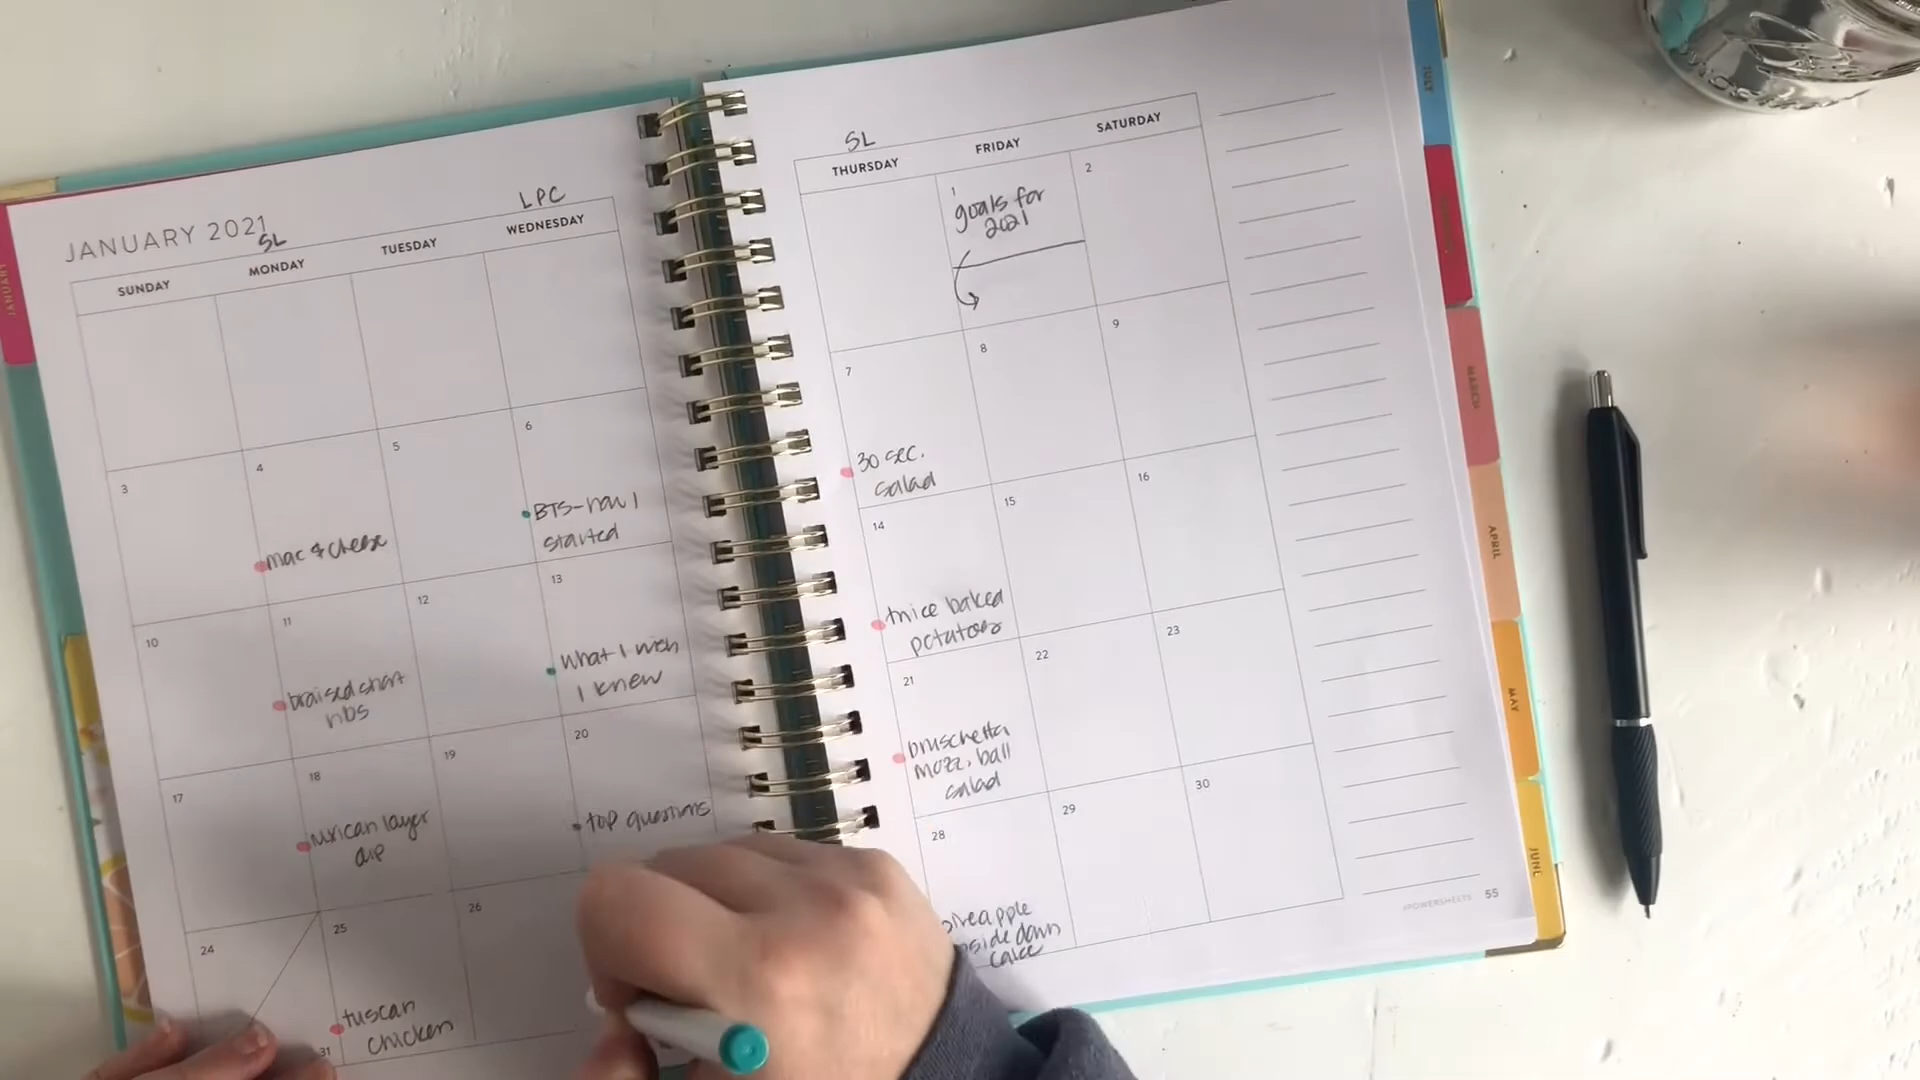 SL
LPC
SL
JANUARY 2021
SUNDAY
MONDAY
TUESDAY
WEDNESDAY
THURSDAY
FRIDAY
SATURDAY
1
goals for
2021
2
3
4
mac & cheese
5
6
BTS-how I
started
7
30 sec.
salad
8
9
10
11
braised short
ribs
12
13
what I wish
I knew
14
twice baked
potatoes
15
16
17
18
mexican layer
dip
19
20
top questions
21
bruschetta
mozz. ball
salad
22
23
24
31
25
tuscan
chicken
26
28
pineapple
upside down
cake
29
30
POWERSHEETS 55
JANUARY
JULY
MARCH
APRIL
MAY
JUNE